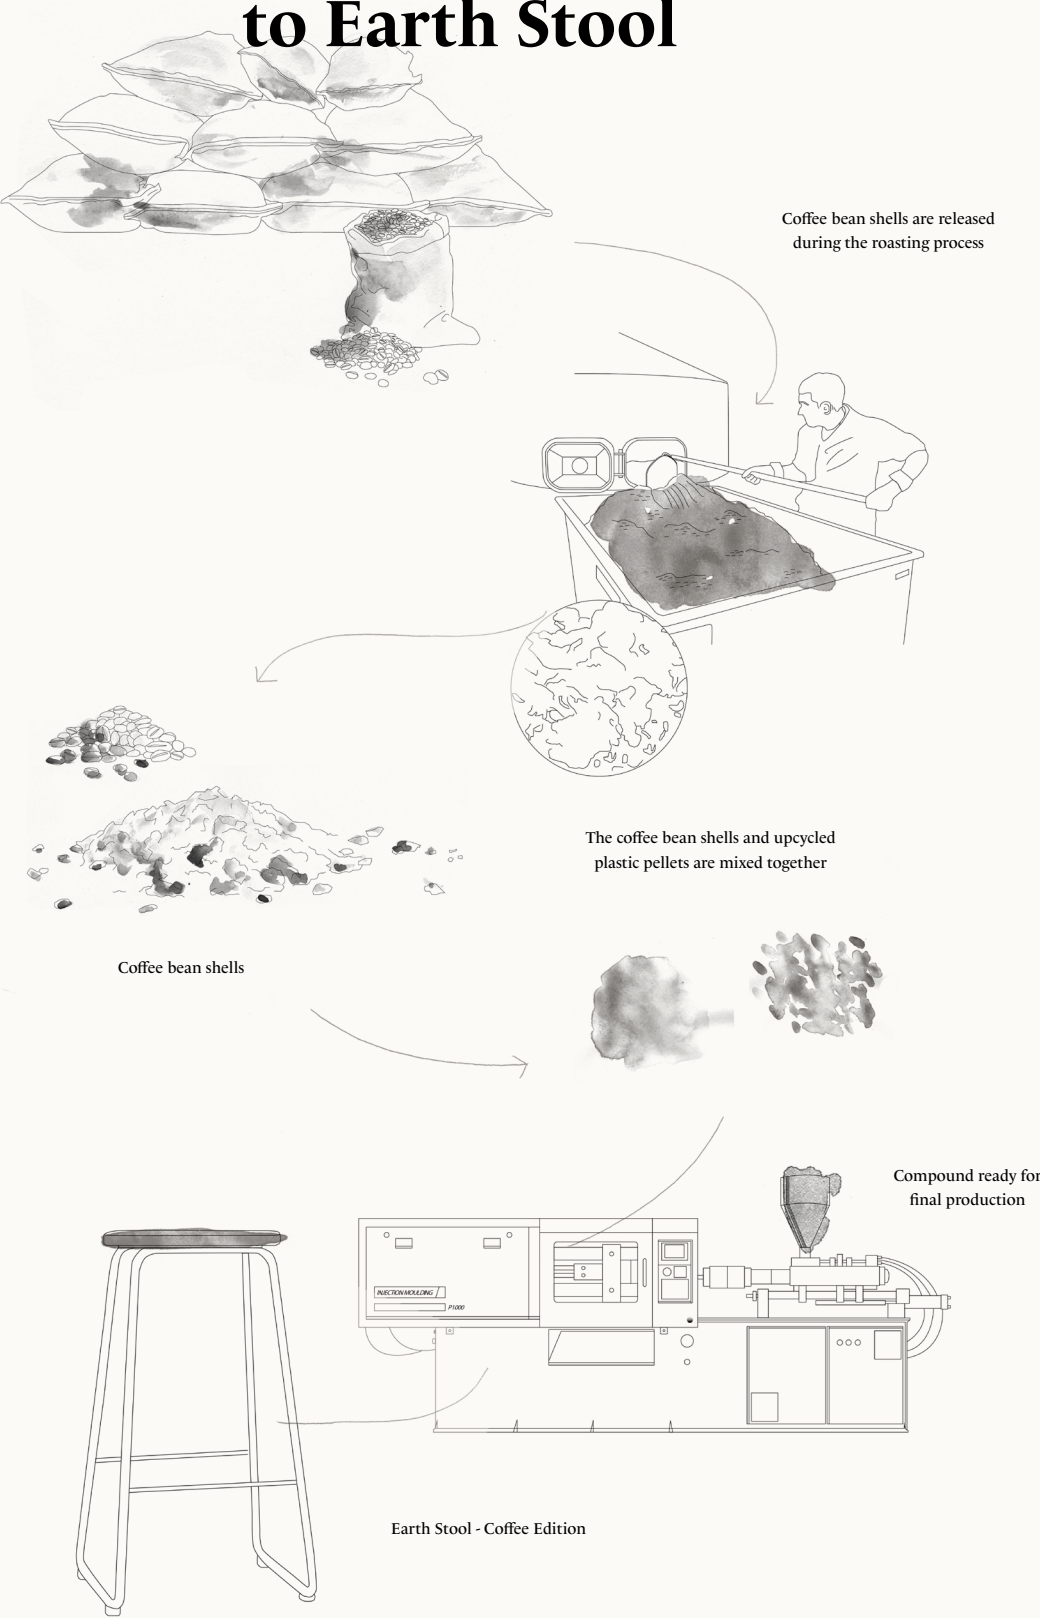 to Earth Stool
Coffee bean shells are released
during the roasting process
The coffee bean shells and upcycled
plastic pellets are mixed together
Coffee bean shells
Compound ready for
final production
INJECTION MOULDING
P1000
Earth Stool - Coffee Edition